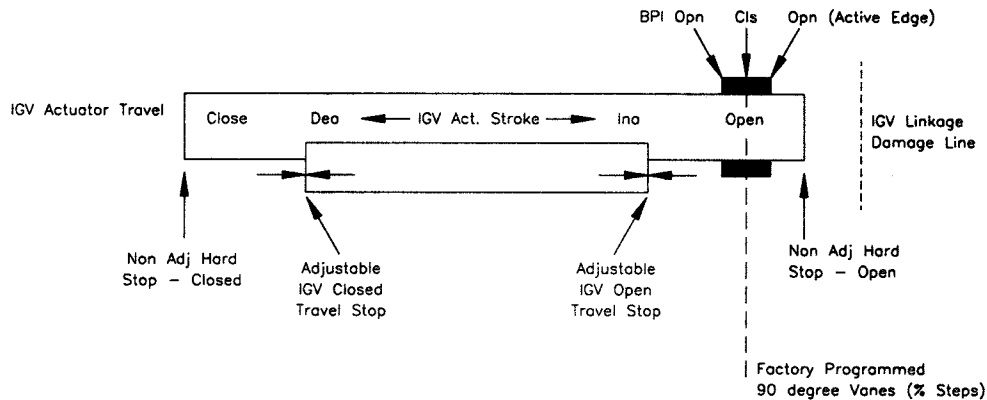 BPI Opn Cls Opn (Active Edge)
IGV Actuator Travel
Close Dea IGV Act. Stroke Ina Open
IGV Linkage
Damage Line
Non Adj Hard
Stop - Closed
Adjustable
IGV Closed
Travel Stop
Adjustable
IGV Open
Travel Stop
Non Adj Hard
Stop - Open
Factory Programmed
90 degree Vanes (% Steps)